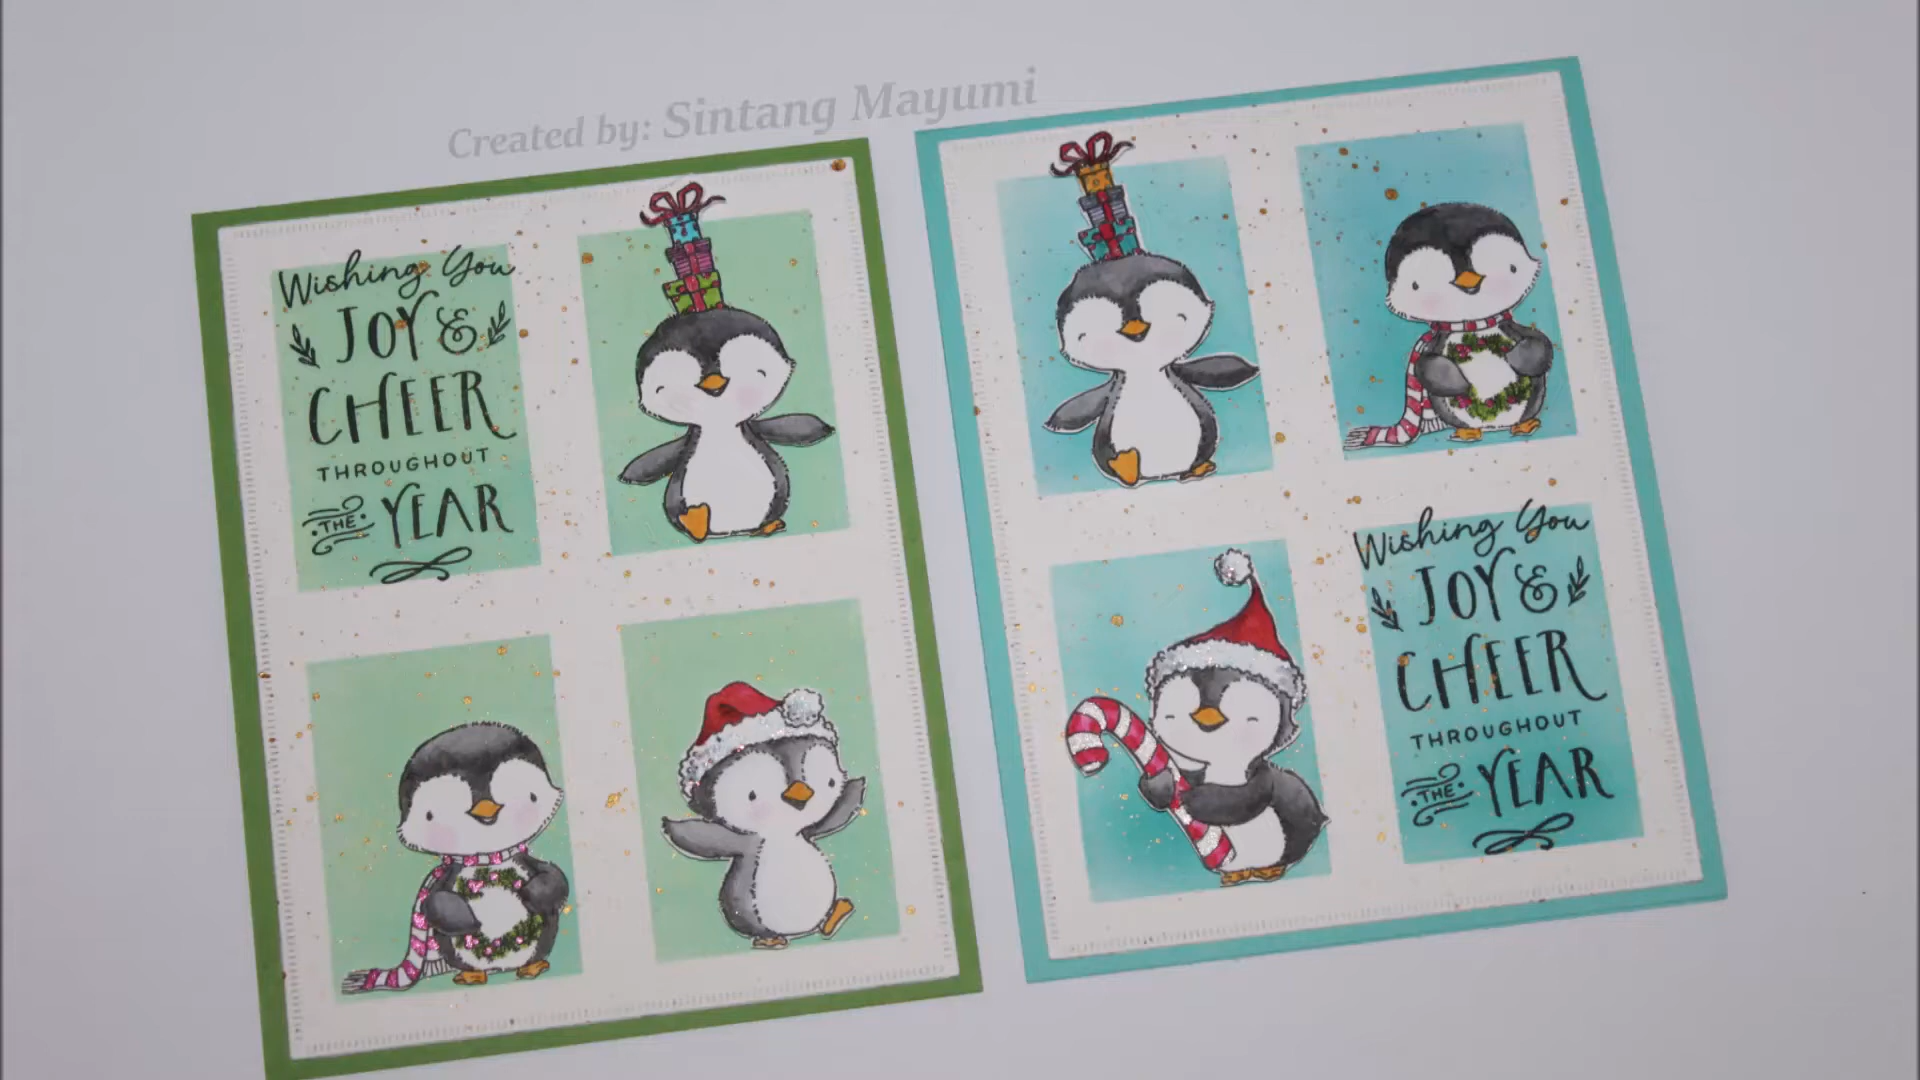 Created by: Sintang Mayumi
Wishing You
JOY &
CHEER
THROUGHOUT
THE YEAR
Wishing You
JOY &
CHEER
THROUGHOUT
THE YEAR